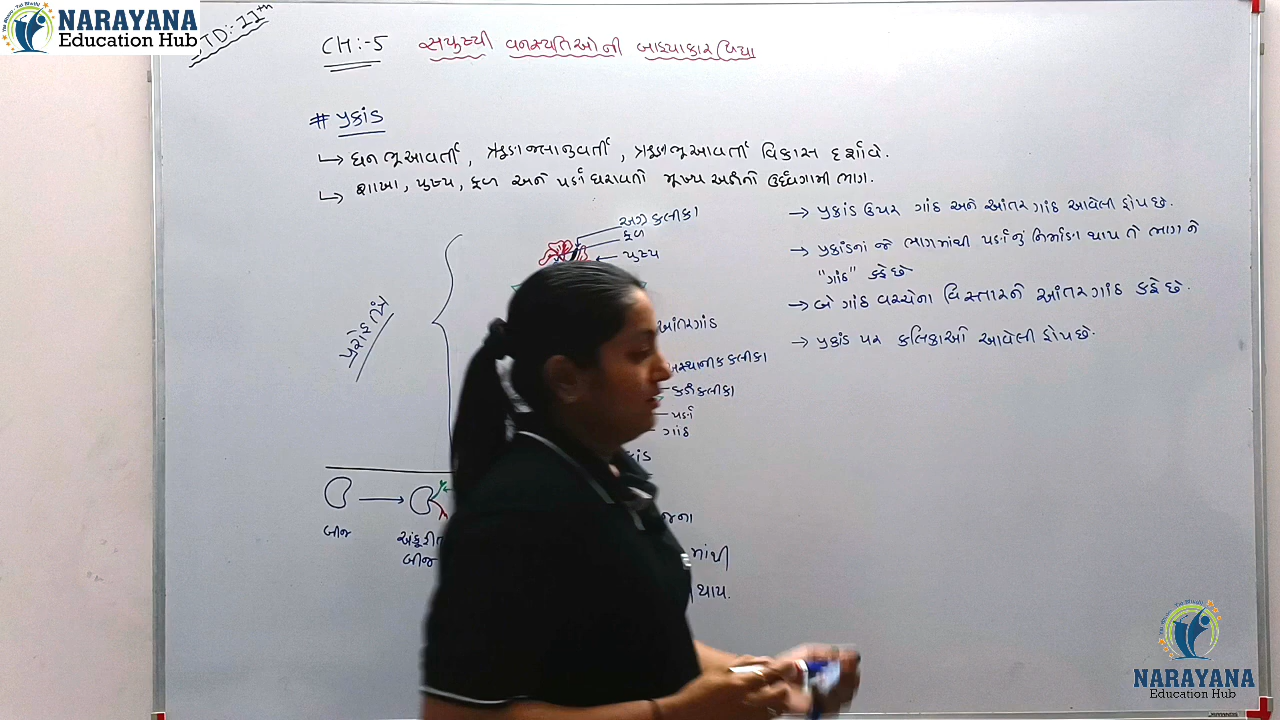 NARAYANA
Education Hub
STD:- 11th
CH:-5 સપુષ્પી વનસ્પતિઓની બાહ્યાકારવિદ્યા
# પ્રકાંડ
↳ ધન ભૂઆવર્તી, ઋણ જલાનુવર્તી, ઋણભૂઆવર્તી વિકાસ દર્શાવે.
↳ શાખા, પુષ્પ, ફળ અને પર્ણ ધરાવતો મુખ્ય અક્ષનો ઉર્ધ્વગામી ભાગ.
અગ્ર કલીકા
ફળ
પુષ્પ
આંતરગાંઠ
કક્ષકલીકા
પર્ણ
ગાંઠ
પ્રરોહ તંત્ર
બીજ
અંકુરીત
બીજ
માંથી
થાય.
→ પ્રકાંડ ઉપર ગાંઠ અને આંતરગાંઠ આવેલી હોય છે.
→ પ્રકાંડનાં જે ભાગમાંથી પર્ણનું નિર્માણ થાય તે ભાગ ને
"ગાંઠ" કહે છે
→ બે ગાંઠ વચ્ચેના વિસ્તારને આંતરગાંઠ કહે છે.
→ પ્રકાંડ પર કલિકાઓ આવેલી હોય છે.
NARAYANA
Education Hub